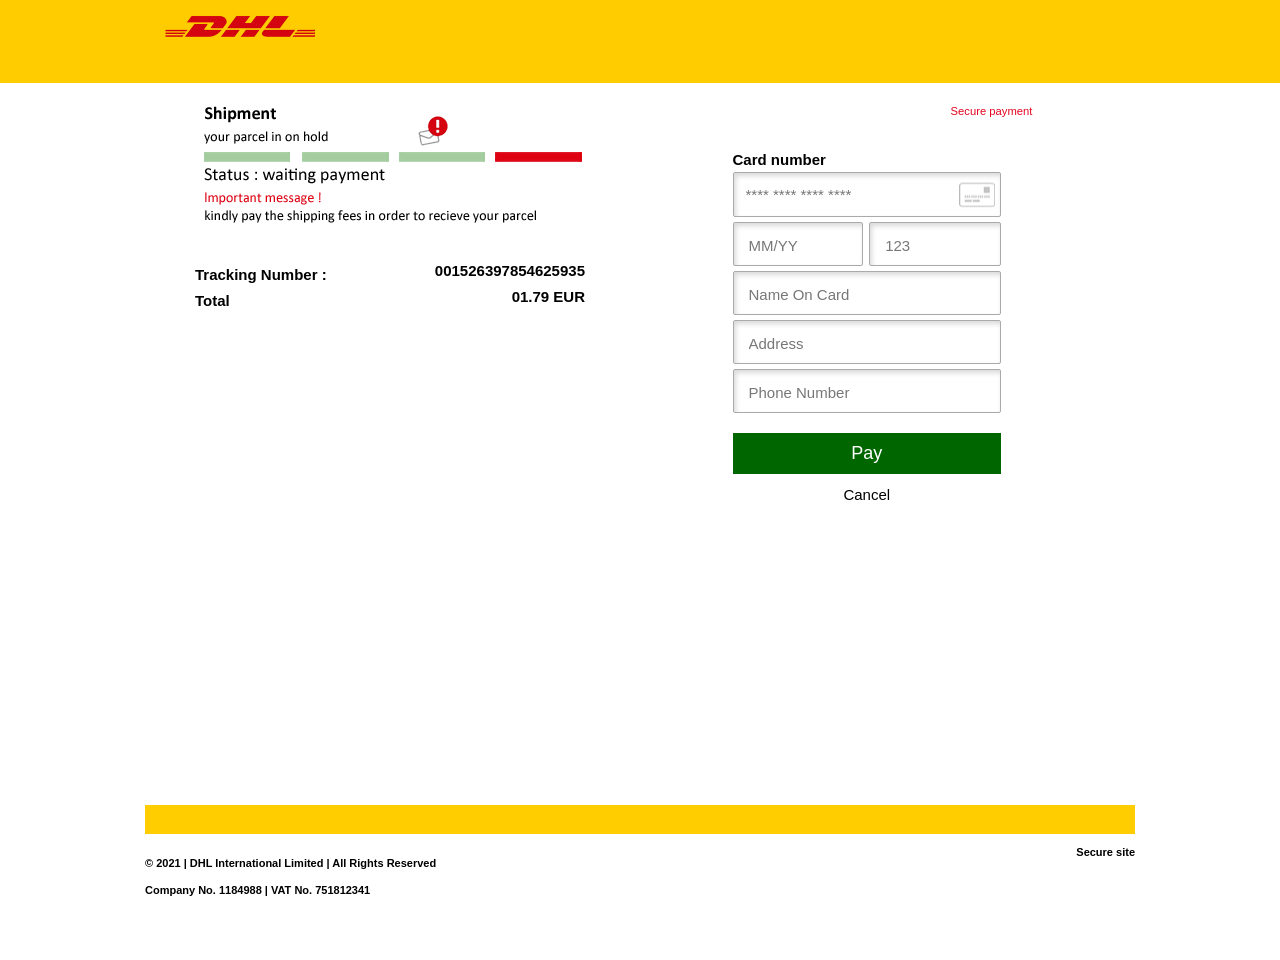 DHL
Shipment
your parcel in on hold
Status : waiting payment
Important message !
kindly pay the shipping fees in order to recieve your parcel
Tracking Number : 001526397854625935
Total 01.79 EUR
Secure payment
Card number
**** **** **** ****
MM/YY 123
Name On Card
Address
Phone Number
Pay
Cancel
Secure site
© 2021 | DHL International Limited | All Rights Reserved
Company No. 1184988 | VAT No. 751812341